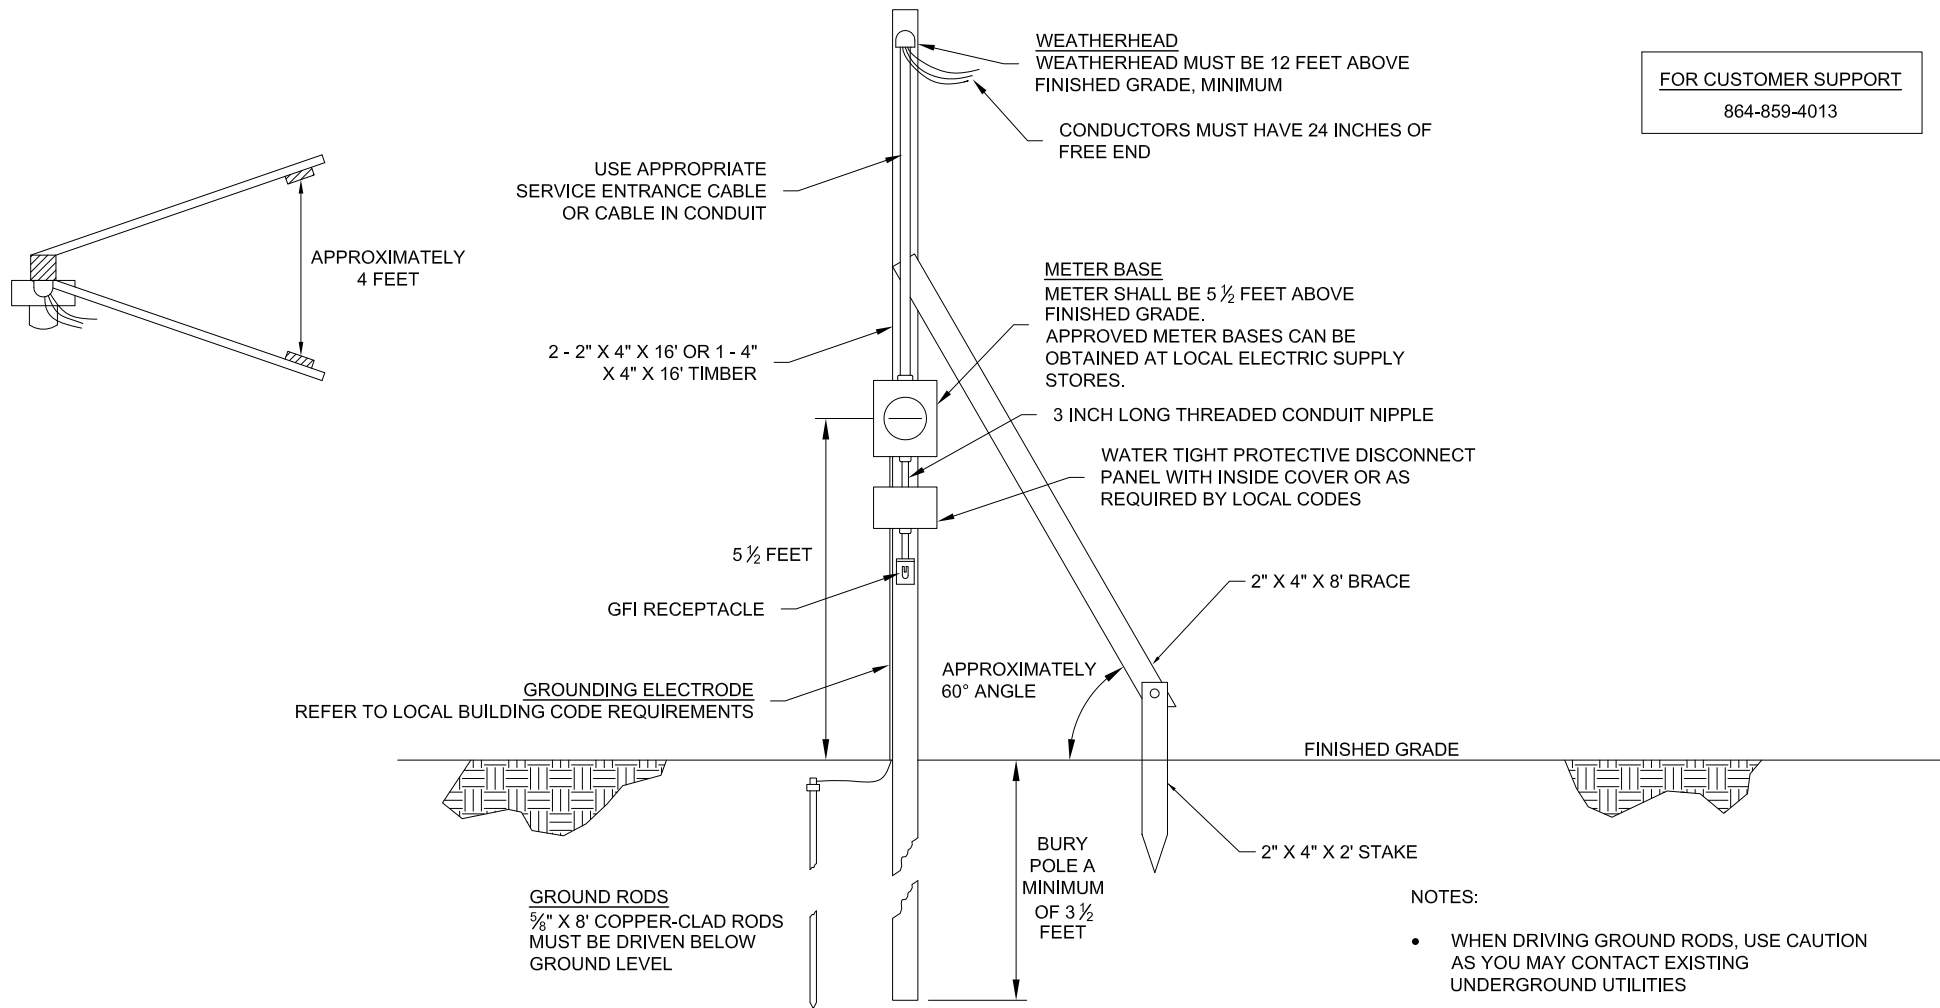 WEATHERHEAD
WEATHERHEAD MUST BE 12 FEET ABOVE
FINISHED GRADE, MINIMUM
FOR CUSTOMER SUPPORT
864-859-4013
CONDUCTORS MUST HAVE 24 INCHES OF
FREE END
USE APPROPRIATE
SERVICE ENTRANCE CABLE
OR CABLE IN CONDUIT
APPROXIMATELY
4 FEET
METER BASE
METER SHALL BE 5 ½ FEET ABOVE
FINISHED GRADE.
APPROVED METER BASES CAN BE
OBTAINED AT LOCAL ELECTRIC SUPPLY
STORES.
2 - 2" X 4" X 16' OR 1 - 4"
X 4" X 16' TIMBER
3 INCH LONG THREADED CONDUIT NIPPLE
WATER TIGHT PROTECTIVE DISCONNECT
PANEL WITH INSIDE COVER OR AS
REQUIRED BY LOCAL CODES
5 ½ FEET
GFI RECEPTACLE
2" X 4" X 8' BRACE
APPROXIMATELY
60° ANGLE
GROUNDING ELECTRODE
REFER TO LOCAL BUILDING CODE REQUIREMENTS
FINISHED GRADE
BURY
POLE A
MINIMUM
OF 3 ½
FEET
2" X 4" X 2' STAKE
GROUND RODS
⅝" X 8' COPPER-CLAD RODS
MUST BE DRIVEN BELOW
GROUND LEVEL
NOTES:
• WHEN DRIVING GROUND RODS, USE CAUTION
AS YOU MAY CONTACT EXISTING
UNDERGROUND UTILITIES